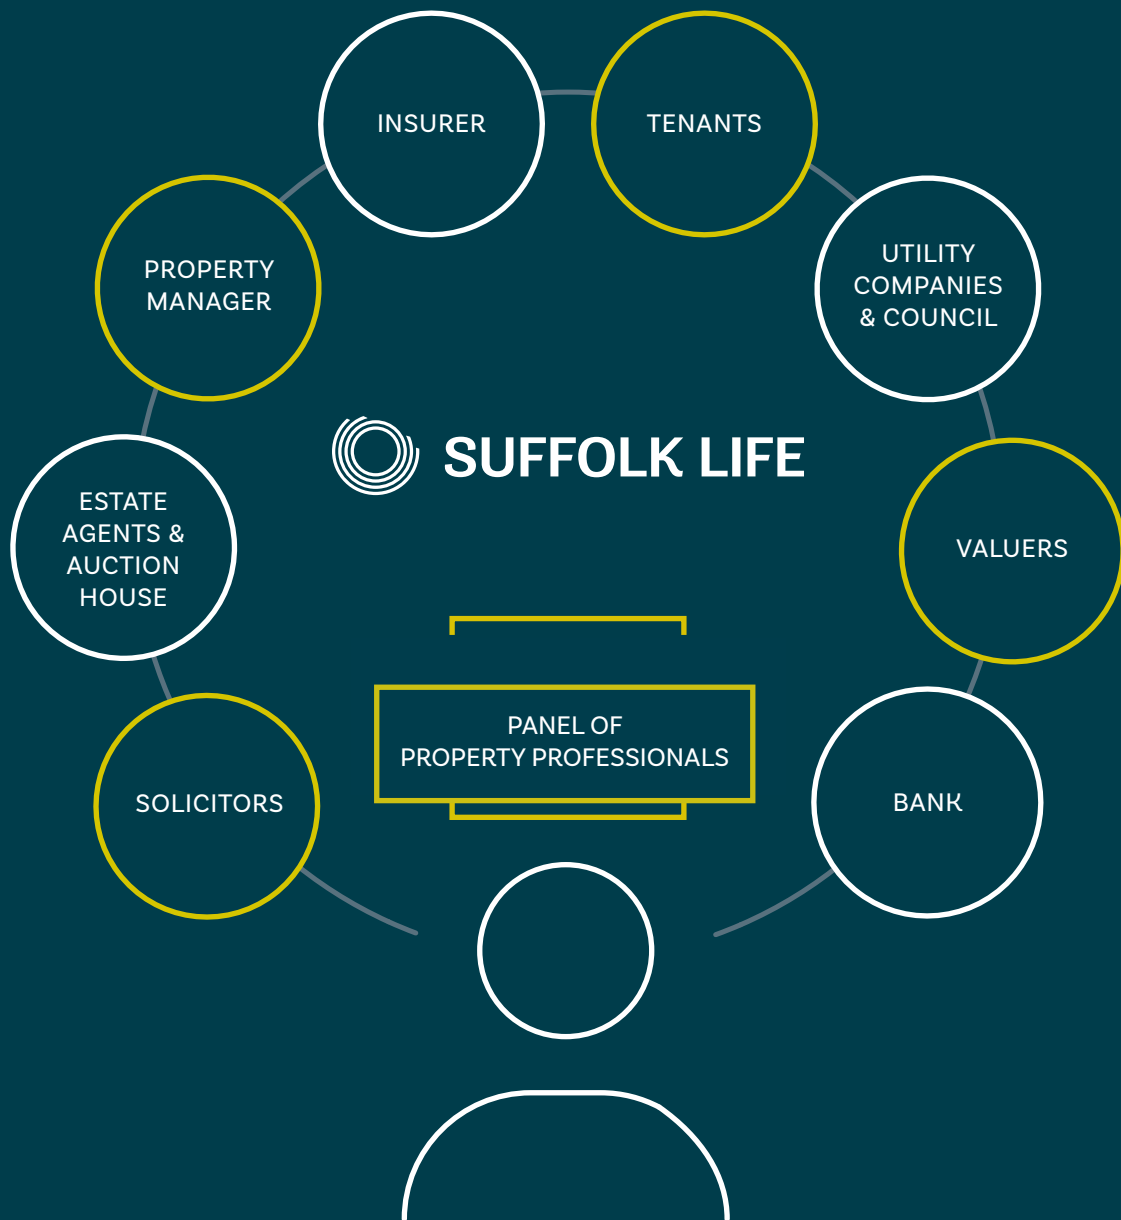 INSURER
TENANTS
PROPERTY
MANAGER
UTILITY
COMPANIES
& COUNCIL
SUFFOLK LIFE
ESTATE
AGENTS &
AUCTION
HOUSE
VALUERS
PANEL OF
PROPERTY PROFESSIONALS
SOLICITORS
BANK